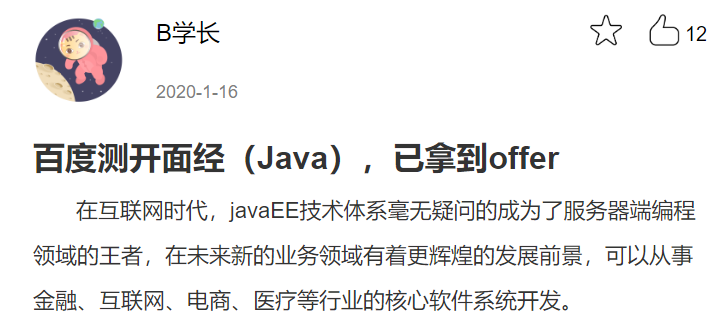 B学长
12
2020-1-16
百度测开面经（Java），已拿到offer
在互联网时代，javaEE技术体系毫无疑问的成为了服务器端编程
领域的王者，在未来新的业务领域有着更辉煌的发展前景，可以从事
金融、互联网、电商、医疗等行业的核心软件系统开发。